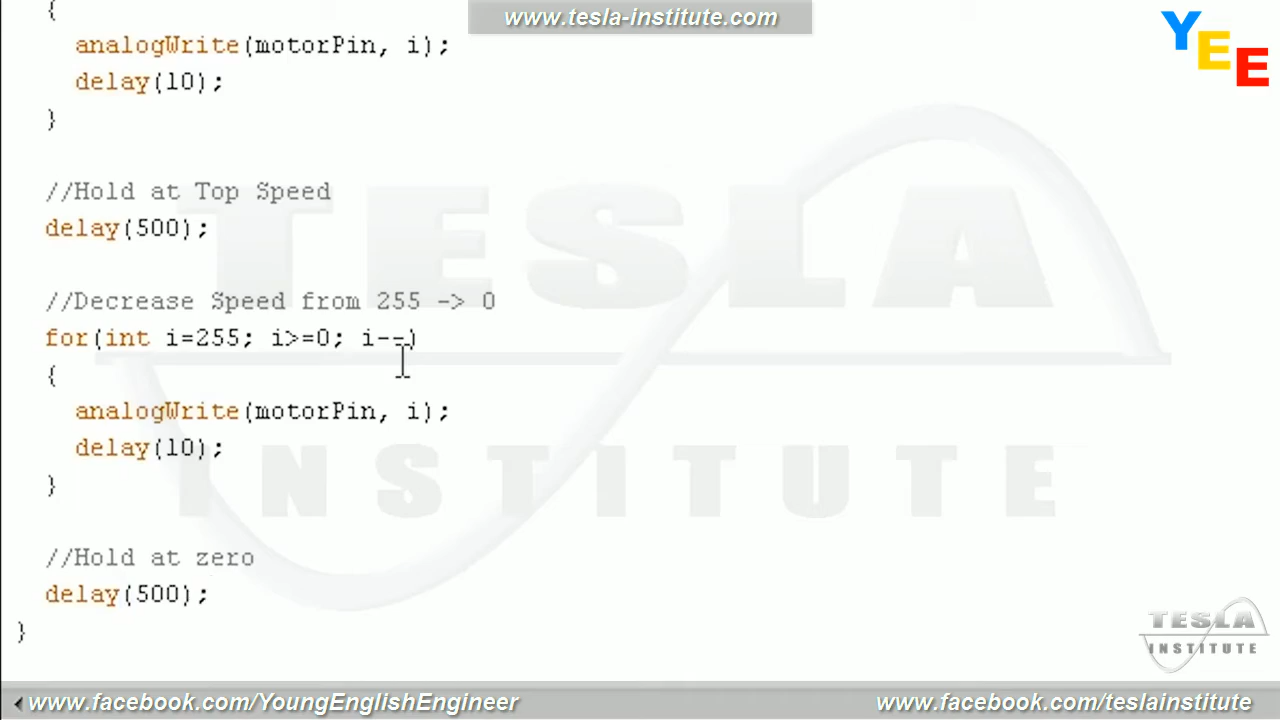 www.tesla-institute.com
YEE
{
analogWrite(motorPin, i);
delay(10);
}
//Hold at Top Speed
delay(500);
//Decrease Speed from 255 -> 0
for(int i=255; i>=0; i--)
{
analogWrite(motorPin, i);
delay(10);
}
//Hold at zero
delay(500);
}
TESLA
INSTITUTE
TESLA
INSTITUTE
www.facebook.com/YoungEnglishEngineer
www.facebook.com/teslainstitute